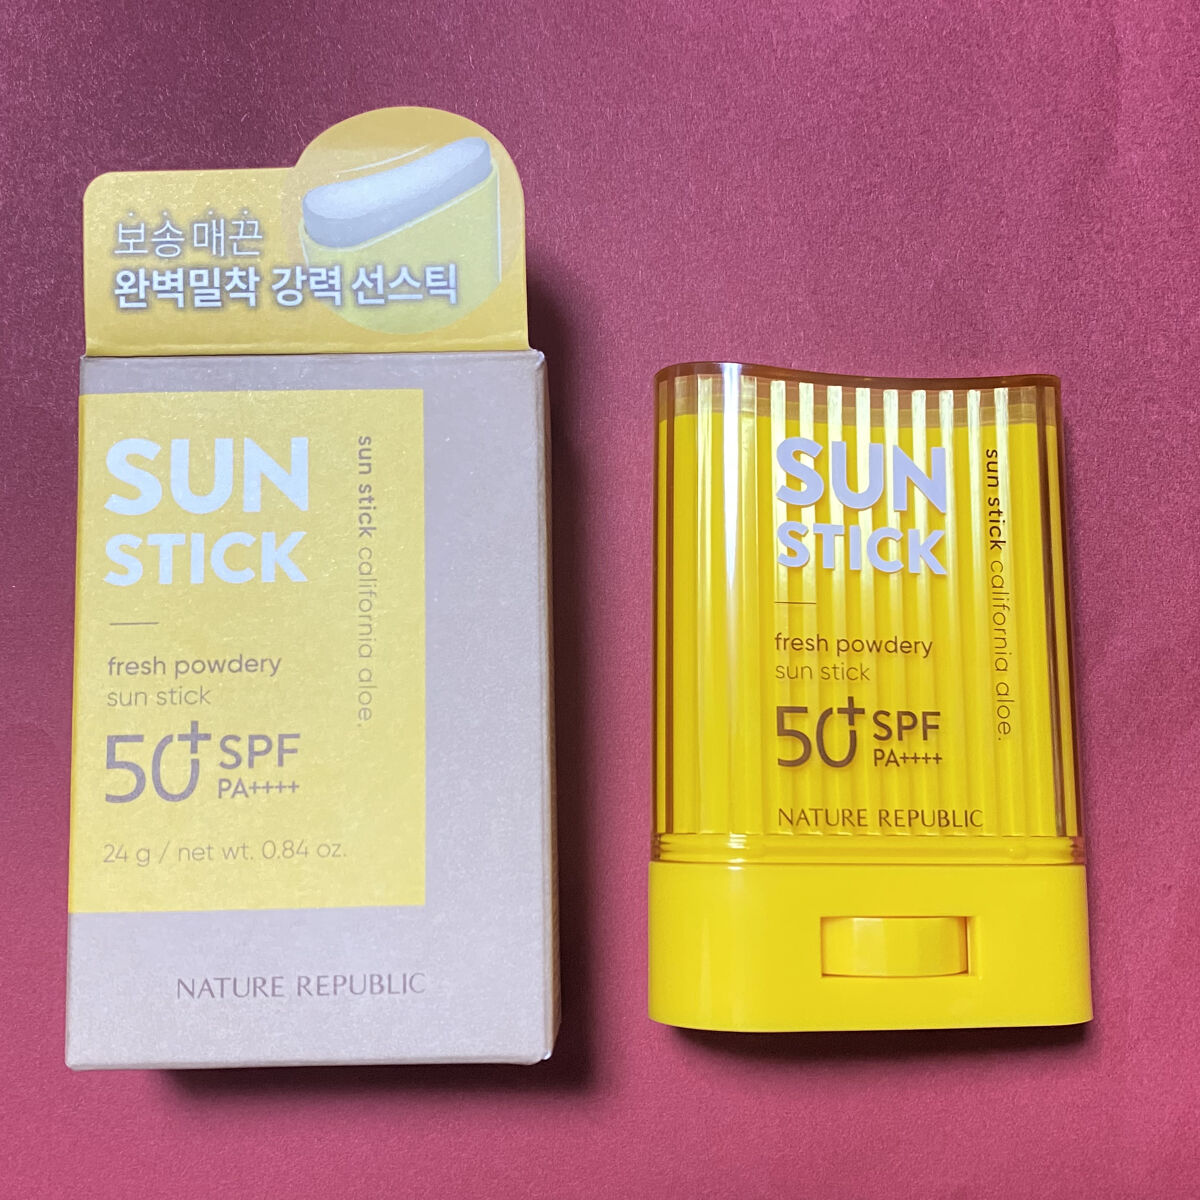 보송매끈
완벽밀착 강력 선스틱
SUN
STICK
sun stick california aloe.
fresh powdery
sun stick
50+ SPF
PA++++
24 g / net wt. 0.84 oz.
NATURE REPUBLIC
SUN
STICK
sun stick california aloe.
fresh powdery
sun stick
50+ SPF
PA++++
NATURE REPUBLIC